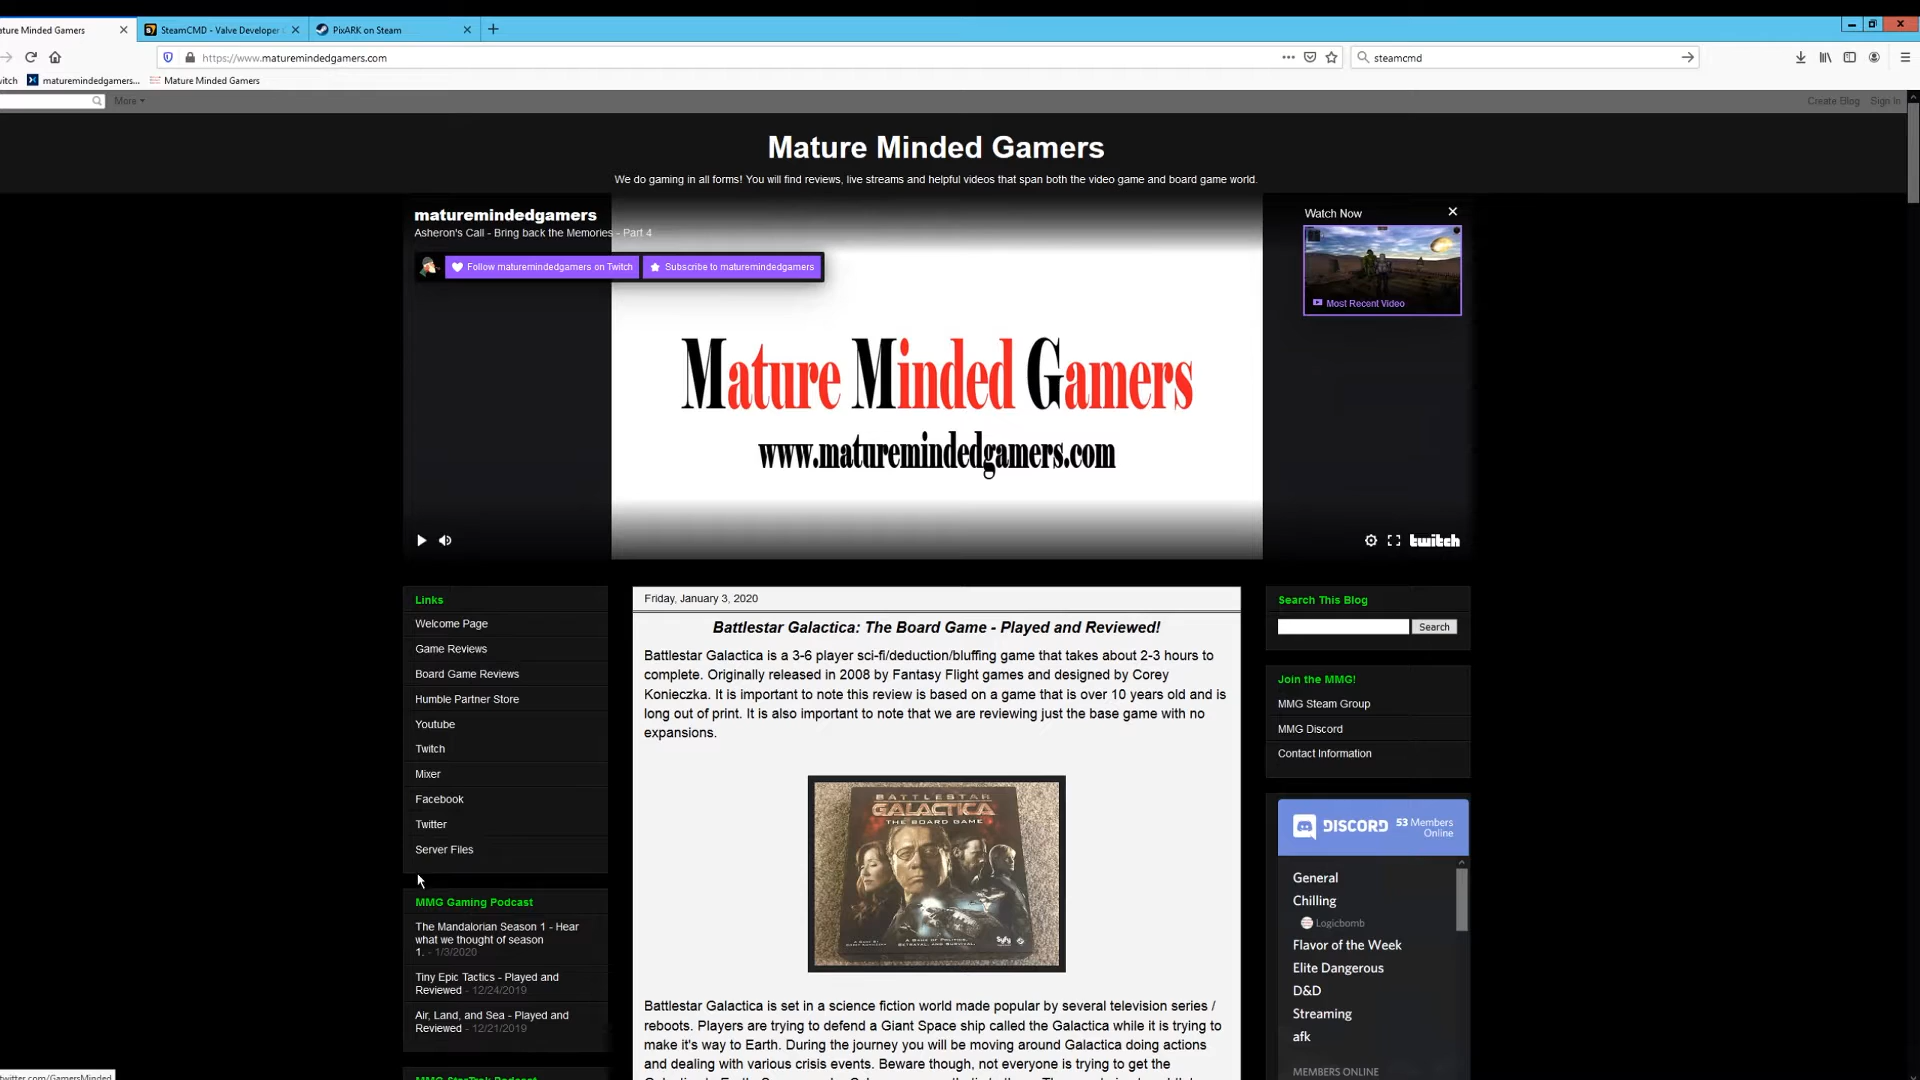 ature Minded Gamers
SteamCMD - Valve Developer
PixARK on Steam
https://www.maturemindedgamers.com
steamcmd
witch
maturemindedgamers...
Mature Minded Gamers
More
Create Blog
Sign In
Mature Minded Gamers
We do gaming in all forms! You will find reviews, live streams and helpful videos that span both the video game and board game world.
maturemindedgamers
Asheron's Call - Bring back the Memories - Part 4
Follow maturemindedgamers on Twitch
Subscribe to maturemindedgamers
Watch Now
Most Recent Video
Mature Minded Gamers
www.maturemindedgamers.com
twitch
Links
Welcome Page
Game Reviews
Board Game Reviews
Humble Partner Store
Youtube
Twitch
Mixer
Facebook
Twitter
Server Files
MMG Gaming Podcast
The Mandalorian Season 1 - Hear
what we thought of season
1. - 1/3/2020
Tiny Epic Tactics - Played and
Reviewed - 12/24/2019
Air, Land, and Sea - Played and
Reviewed - 12/21/2019
MMG StarTrek Podcast
twitter.com/GamersMinded
Friday, January 3, 2020
Battlestar Galactica: The Board Game - Played and Reviewed!
Battlestar Galactica is a 3-6 player sci-fi/deduction/bluffing game that takes about 2-3 hours to
complete. Originally released in 2008 by Fantasy Flight games and designed by Corey
Konieczka. It is important to note this review is based on a game that is over 10 years old and is
long out of print. It is also important to note that we are reviewing just the base game with no
expansions.
BATTLESTAR
GALACTICA
THE BOARD GAME
Battlestar Galactica is set in a science fiction world made popular by several television series /
reboots. Players are trying to defend a Giant Space ship called the Galactica while it is trying to
make it's way to Earth. During the journey you will be moving around Galactica doing actions
and dealing with various crisis events. Beware though, not everyone is trying to get the
Search This Blog
Search
Join the MMG!
MMG Steam Group
MMG Discord
Contact Information
DISCORD
53 Members
Online
General
Chilling
Logicbomb
Flavor of the Week
Elite Dangerous
D&D
Streaming
afk
MEMBERS ONLINE